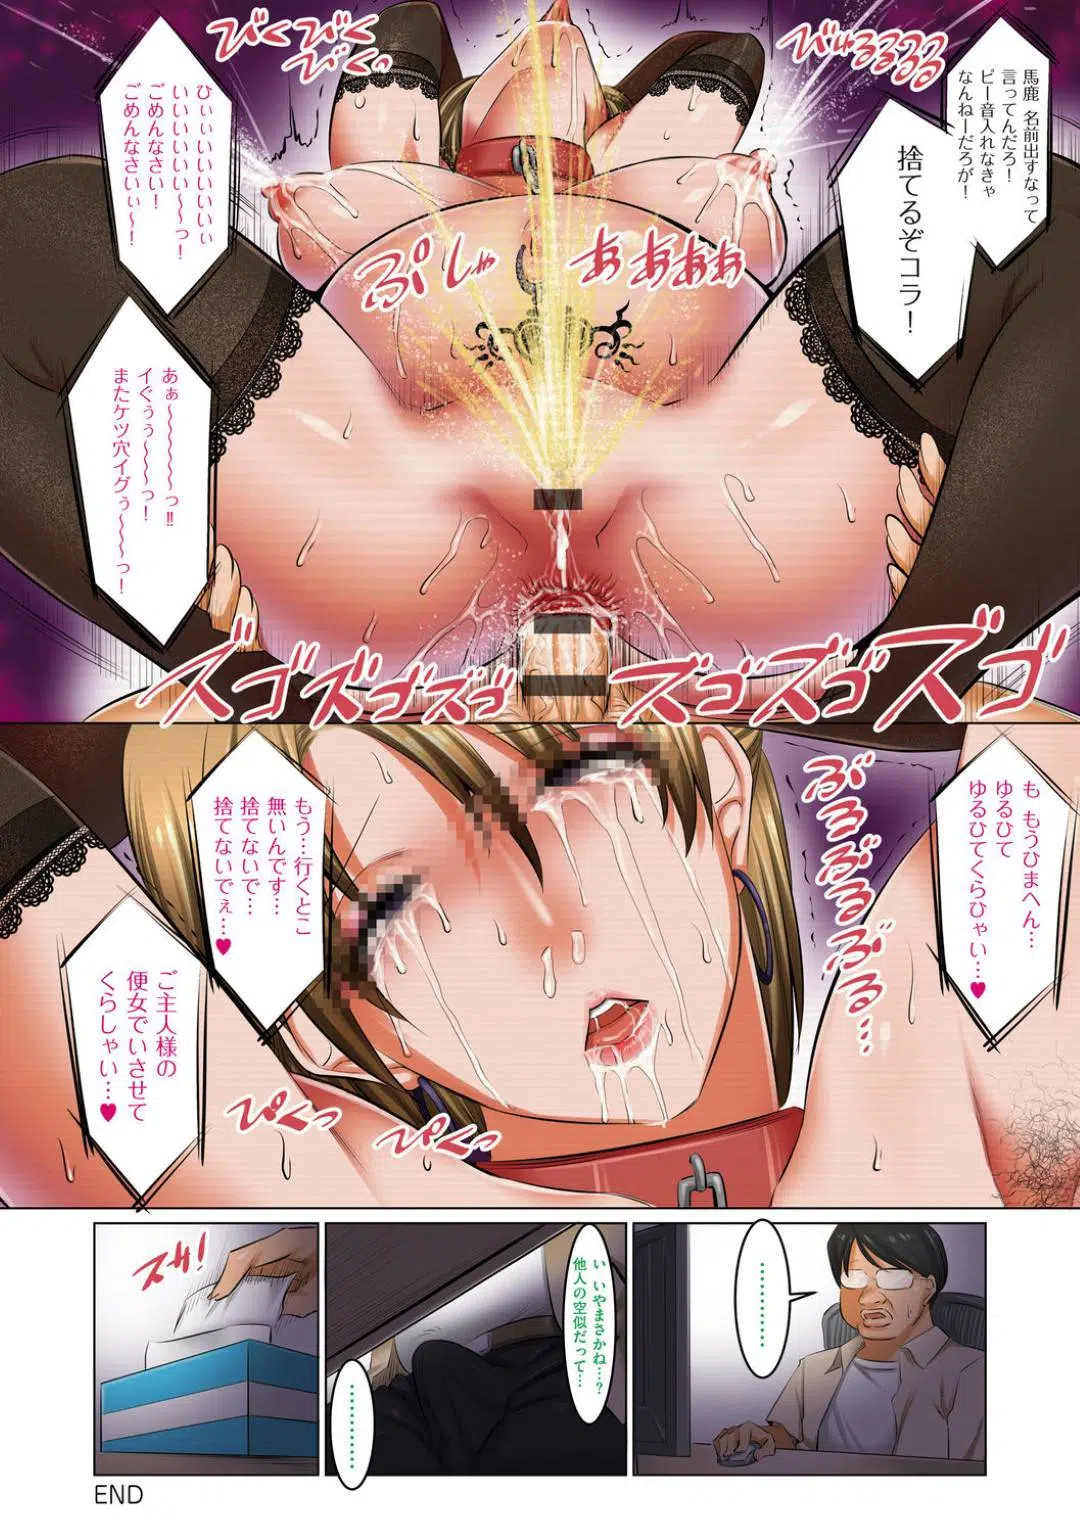 馬鹿 名前出すなって
言ってんだろ！
ピー音入れなきゃ
なんねーだろが！
捨てるぞコラ！
びゅるるるる
びくびく
びくっ
ひぃぃいいいいぃぃ
いいいいいい～～っ！
ごめんなさい！
ごめんなさいぃ～！
ぷしゃ
ぁぁぁぁぁ
あぁ～～～～～っ!!
イぐぅぅ～～～っ！
またケツ穴イグぅ～～～っ！
ズゴズゴズゴ
ズゴズゴズゴ
も もうひまへん…
ゆるひて
ゆるひてくらひゃい…♥
ぶるぶるぶる…
もう…行くとこ
無いんです…
捨てないで…
捨てないでぇ…♥
ご主人様の
便女でいさせて
くらしゃい…♥
ぴくっ
ぴくっ
…………
い いやまさかね…？
他人の空似だって…
…………
ズサ！
END